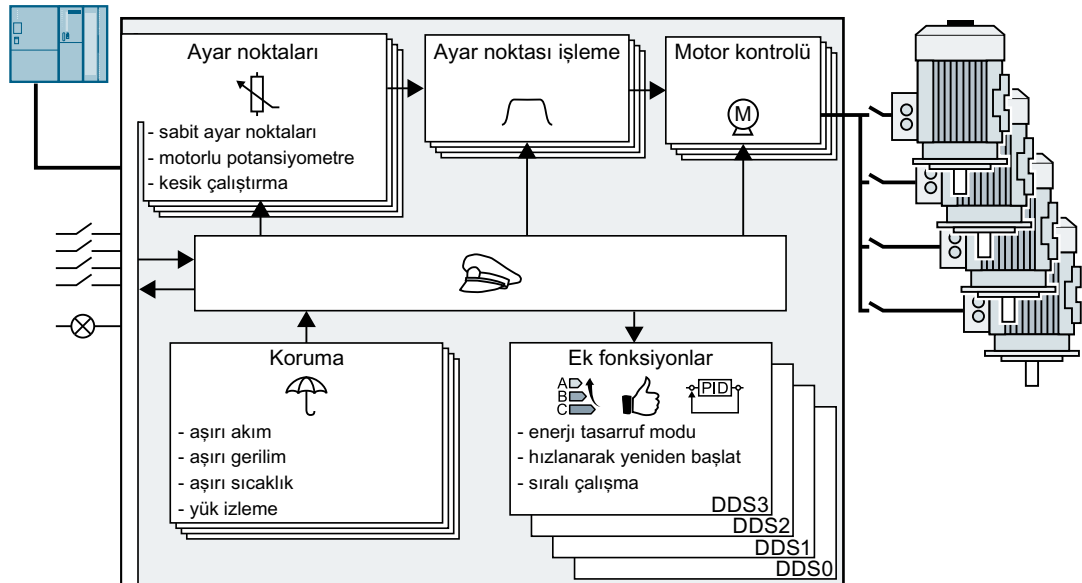 Ayar noktaları
- sabit ayar noktaları
- motorlu potansiyometre
- kesik çalıştırma
Ayar noktası işleme
Motor kontrolü
M
Koruma
- aşırı akım
- aşırı gerilim
- aşırı sıcaklık
- yük izleme
Ek fonksiyonlar
A
B
C
PID
- enerjı tasarruf modu
- hızlanarak yeniden başlat
- sıralı çalışma
DDS3
DDS2
DDS1
DDS0